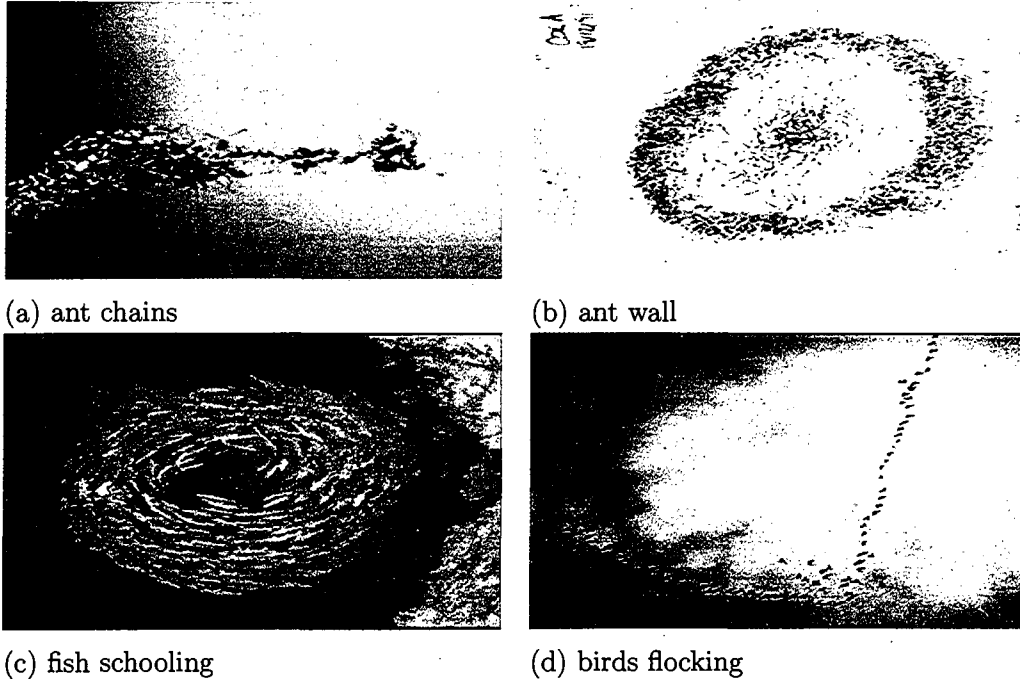 (a) ant chains
(b) ant wall
(c) fish schooling
(d) birds flocking